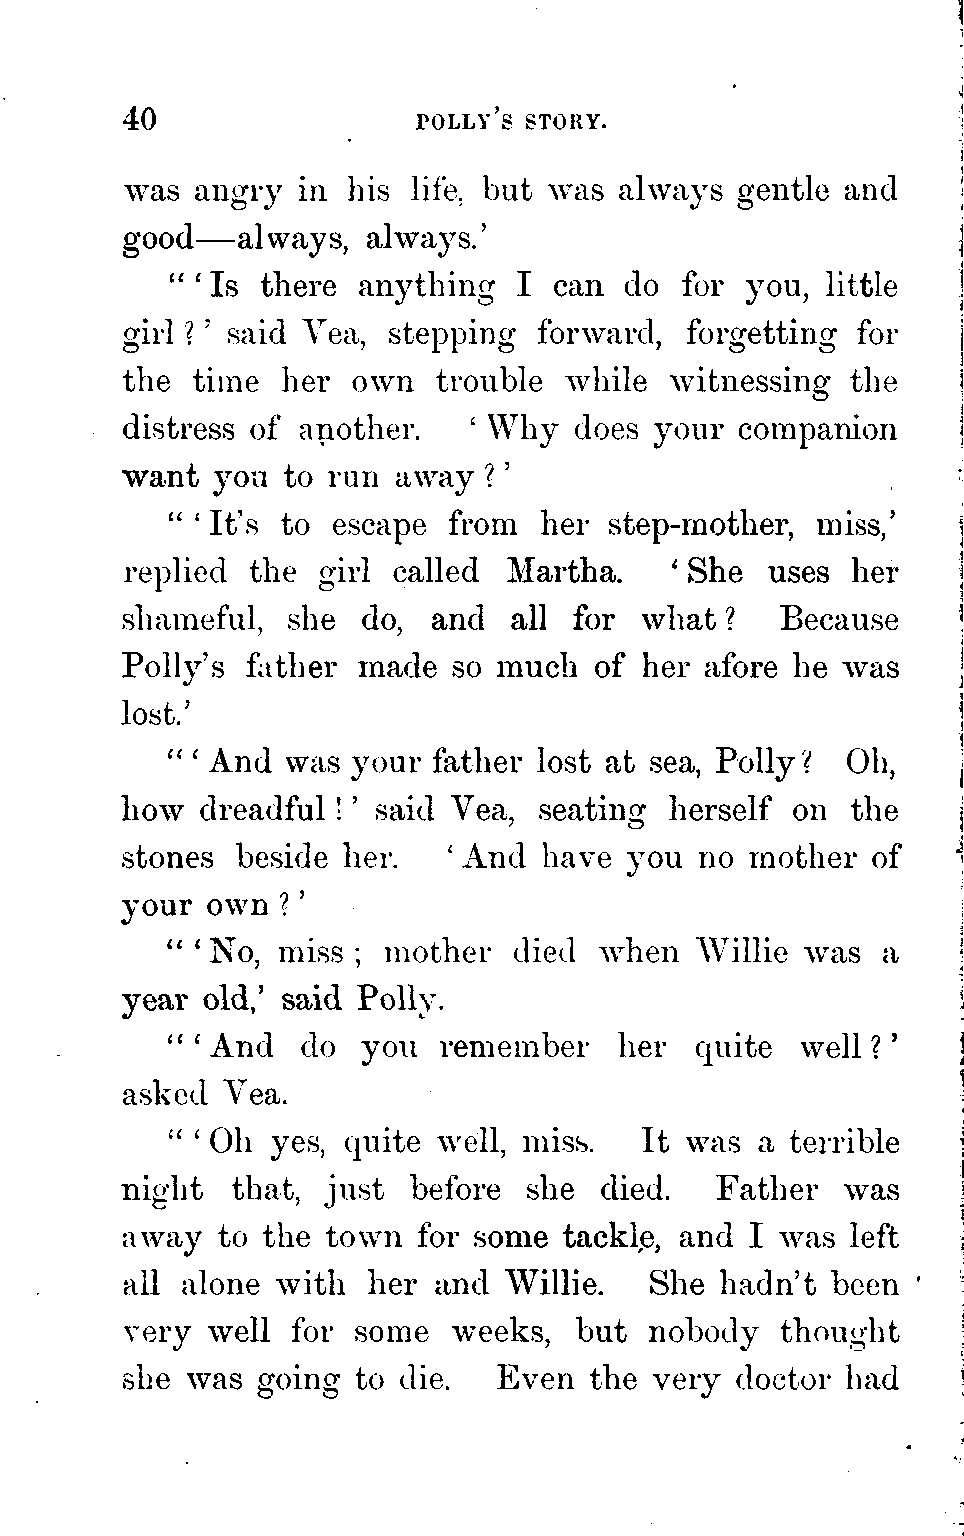 40 POLLY'S STORY.
was angry in his life, but was always gentle and
good—always, always.'
"'Is there anything I can do for you, little
girl?' said Vea, stepping forward, forgetting for
the time her own trouble while witnessing the
distress of another. 'Why does your companion
want you to run away?'
"'It's to escape from her step-mother, miss,'
replied the girl called Martha. 'She uses her
shameful, she do, and all for what? Because
Polly's father made so much of her afore he was
lost.'
"'And was your father lost at sea, Polly? Oh,
how dreadful!' said Vea, seating herself on the
stones beside her. 'And have you no mother of
your own?'
"'No, miss; mother died when Willie was a
year old,' said Polly.
"'And do you remember her quite well?'
asked Vea.
"'Oh yes, quite well, miss. It was a terrible
night that, just before she died. Father was
away to the town for some tackle, and I was left
all alone with her and Willie. She hadn't been
very well for some weeks, but nobody thought
she was going to die. Even the very doctor had